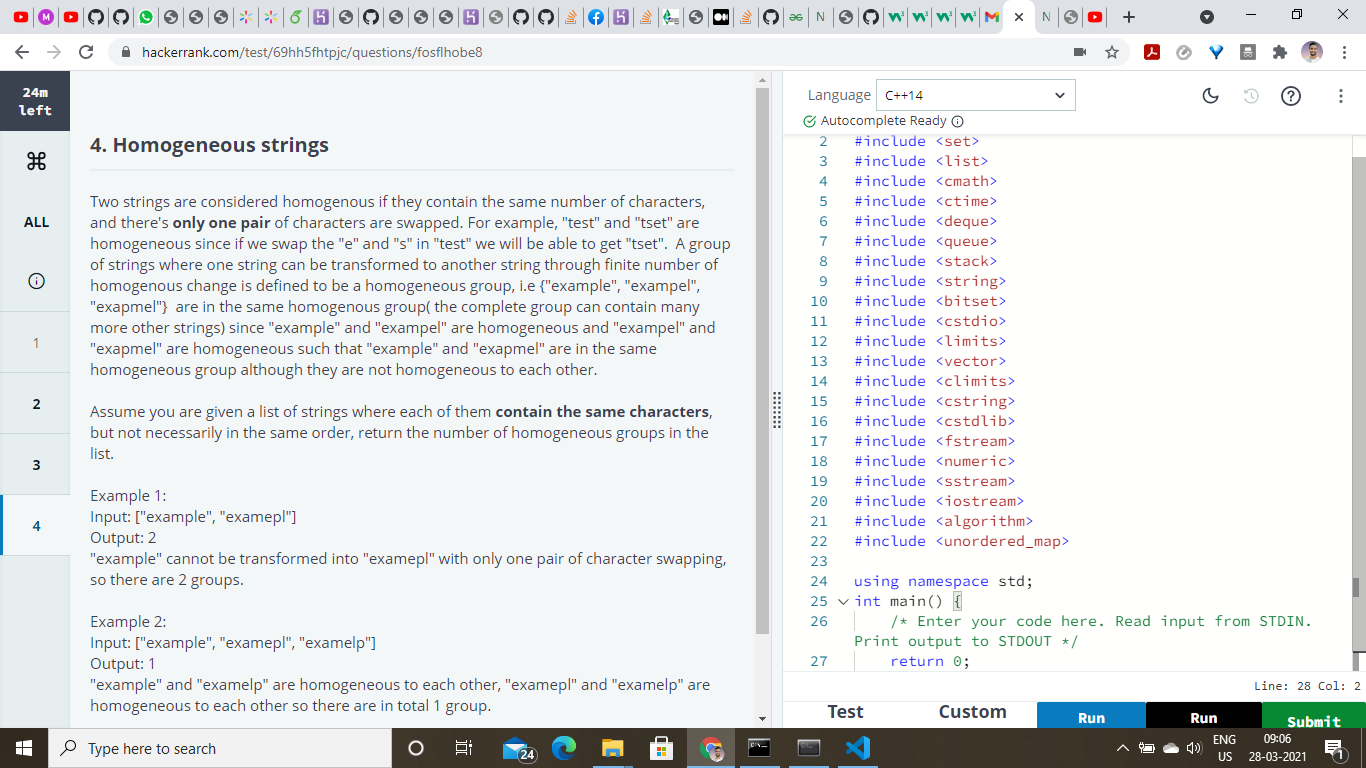 hackerrank.com/test/69hh5fhtpjc/questions/fosflhobe8
24m
left
ALL
1
2
3
4
4. Homogeneous strings
Two strings are considered homogenous if they contain the same number of characters,
and there's only one pair of characters are swapped. For example, "test" and "tset" are
homogeneous since if we swap the "e" and "s" in "test" we will be able to get "tset".  A group
of strings where one string can be transformed to another string through finite number of
homogenous change is defined to be a homogeneous group, i.e {"example", "exampel",
"exapmel"}  are in the same homogenous group( the complete group can contain many
more other strings) since "example" and "exampel" are homogeneous and "exampel" and
"exapmel" are homogeneous such that "example" and "exapmel" are in the same
homogeneous group although they are not homogeneous to each other.
Assume you are given a list of strings where each of them contain the same characters,
but not necessarily in the same order, return the number of homogeneous groups in the
list.
Example 1:
Input: ["example", "examepl"]
Output: 2
"example" cannot be transformed into "examepl" with only one pair of character swapping,
so there are 2 groups.
Example 2:
Input: ["example", "examepl", "examelp"]
Output: 1
"example" and "examelp" are homogeneous to each other, "examepl" and "examelp" are
homogeneous to each other so there are in total 1 group.
Language C++14
Autocomplete Ready
2 #include <set>
3 #include <list>
4 #include <cmath>
5 #include <ctime>
6 #include <deque>
7 #include <queue>
8 #include <stack>
9 #include <string>
10 #include <bitset>
11 #include <cstdio>
12 #include <limits>
13 #include <vector>
14 #include <climits>
15 #include <cstring>
16 #include <cstdlib>
17 #include <fstream>
18 #include <numeric>
19 #include <sstream>
20 #include <iostream>
21 #include <algorithm>
22 #include <unordered_map>
23
24 using namespace std;
25 int main() {
26 /* Enter your code here. Read input from STDIN.
Print output to STDOUT */
27 return 0;
Line: 28 Col: 2
Test Custom Run Run Submit
Type here to search
24
ENG
US
09:06
28-03-2021
1